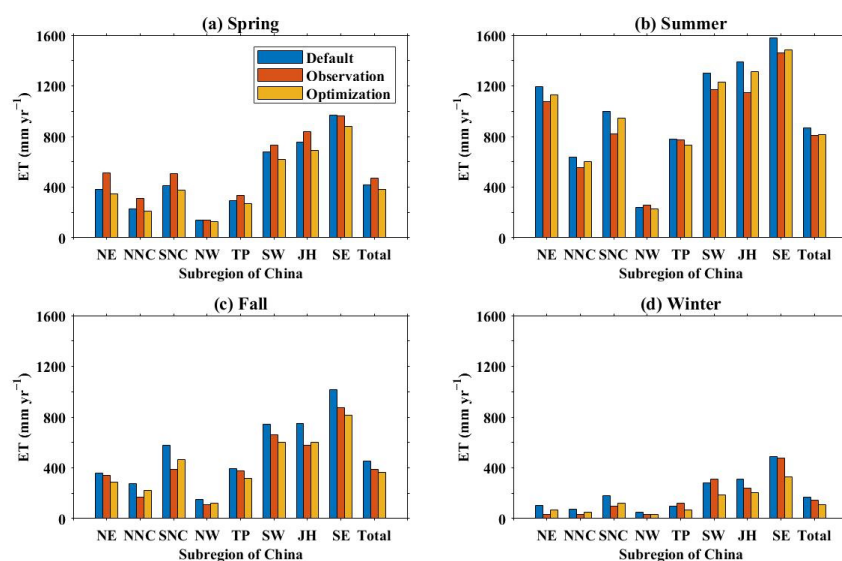 (a) Spring
1600
1200
800
400
0
ET (mm yr⁻¹)
Default
Observation
Optimization
NE NNC SNC NW TP SW JH SE Total
Subregion of China
(b) Summer
1600
1200
800
400
0
ET (mm yr⁻¹)
NE NNC SNC NW TP SW JH SE Total
Subregion of China
(c) Fall
1600
1200
800
400
0
ET (mm yr⁻¹)
NE NNC SNC NW TP SW JH SE Total
Subregion of China
(d) Winter
1600
1200
800
400
0
ET (mm yr⁻¹)
NE NNC SNC NW TP SW JH SE Total
Subregion of China